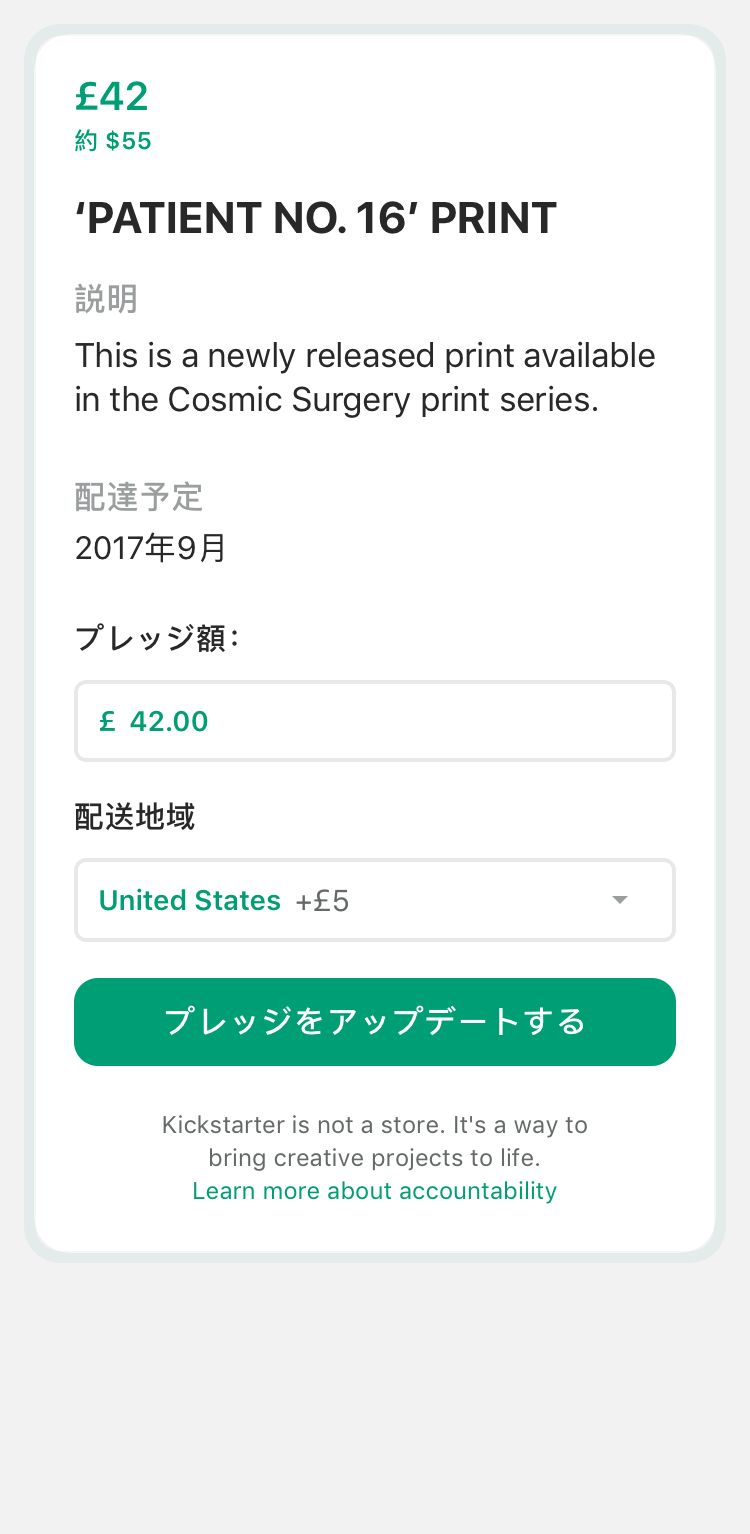 £42
約 $55
‘PATIENT NO. 16’ PRINT
説明
This is a newly released print available
in the Cosmic Surgery print series.
配達予定
2017年9月
プレッジ額：
£ 42.00
配送地域
United States +£5
プレッジをアップデートする
Kickstarter is not a store. It's a way to
bring creative projects to life.
Learn more about accountability